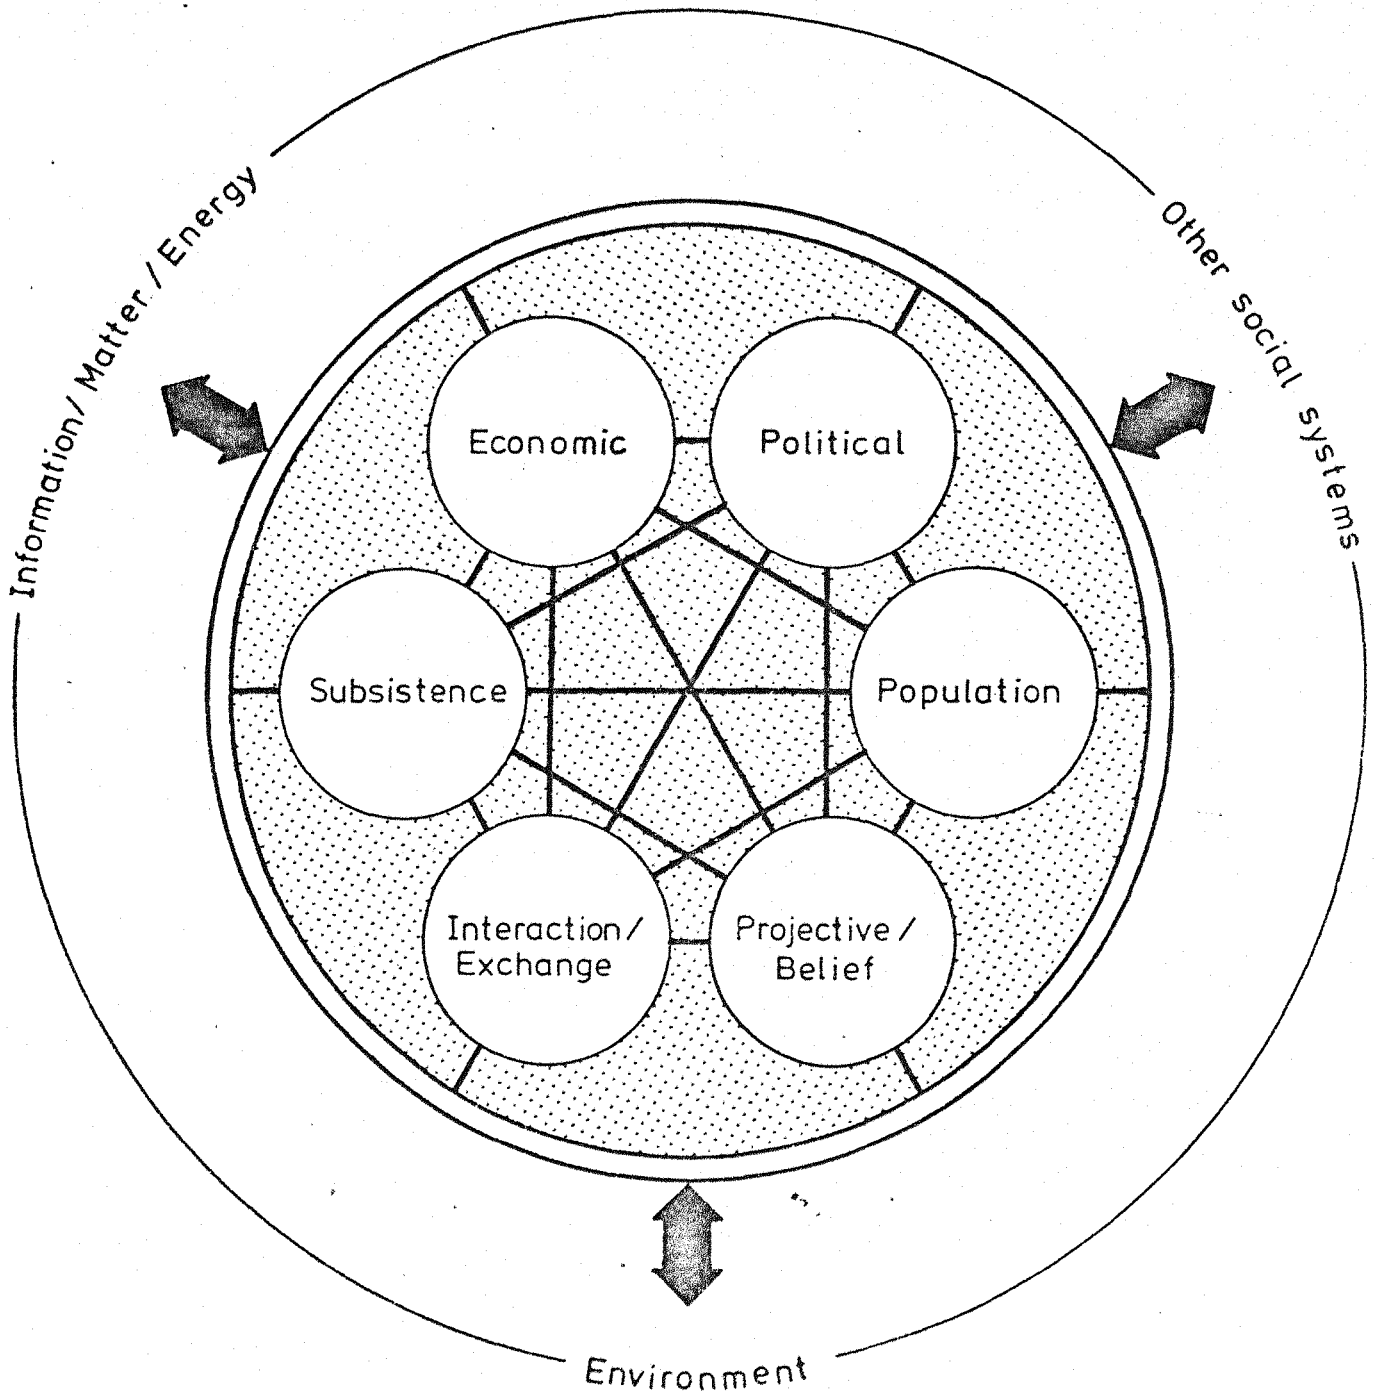 Information/ Matter / Energy
Other social systems
Economic
Political
Subsistence
Population
Interaction/
Exchange
Projective /
Belief
Environment